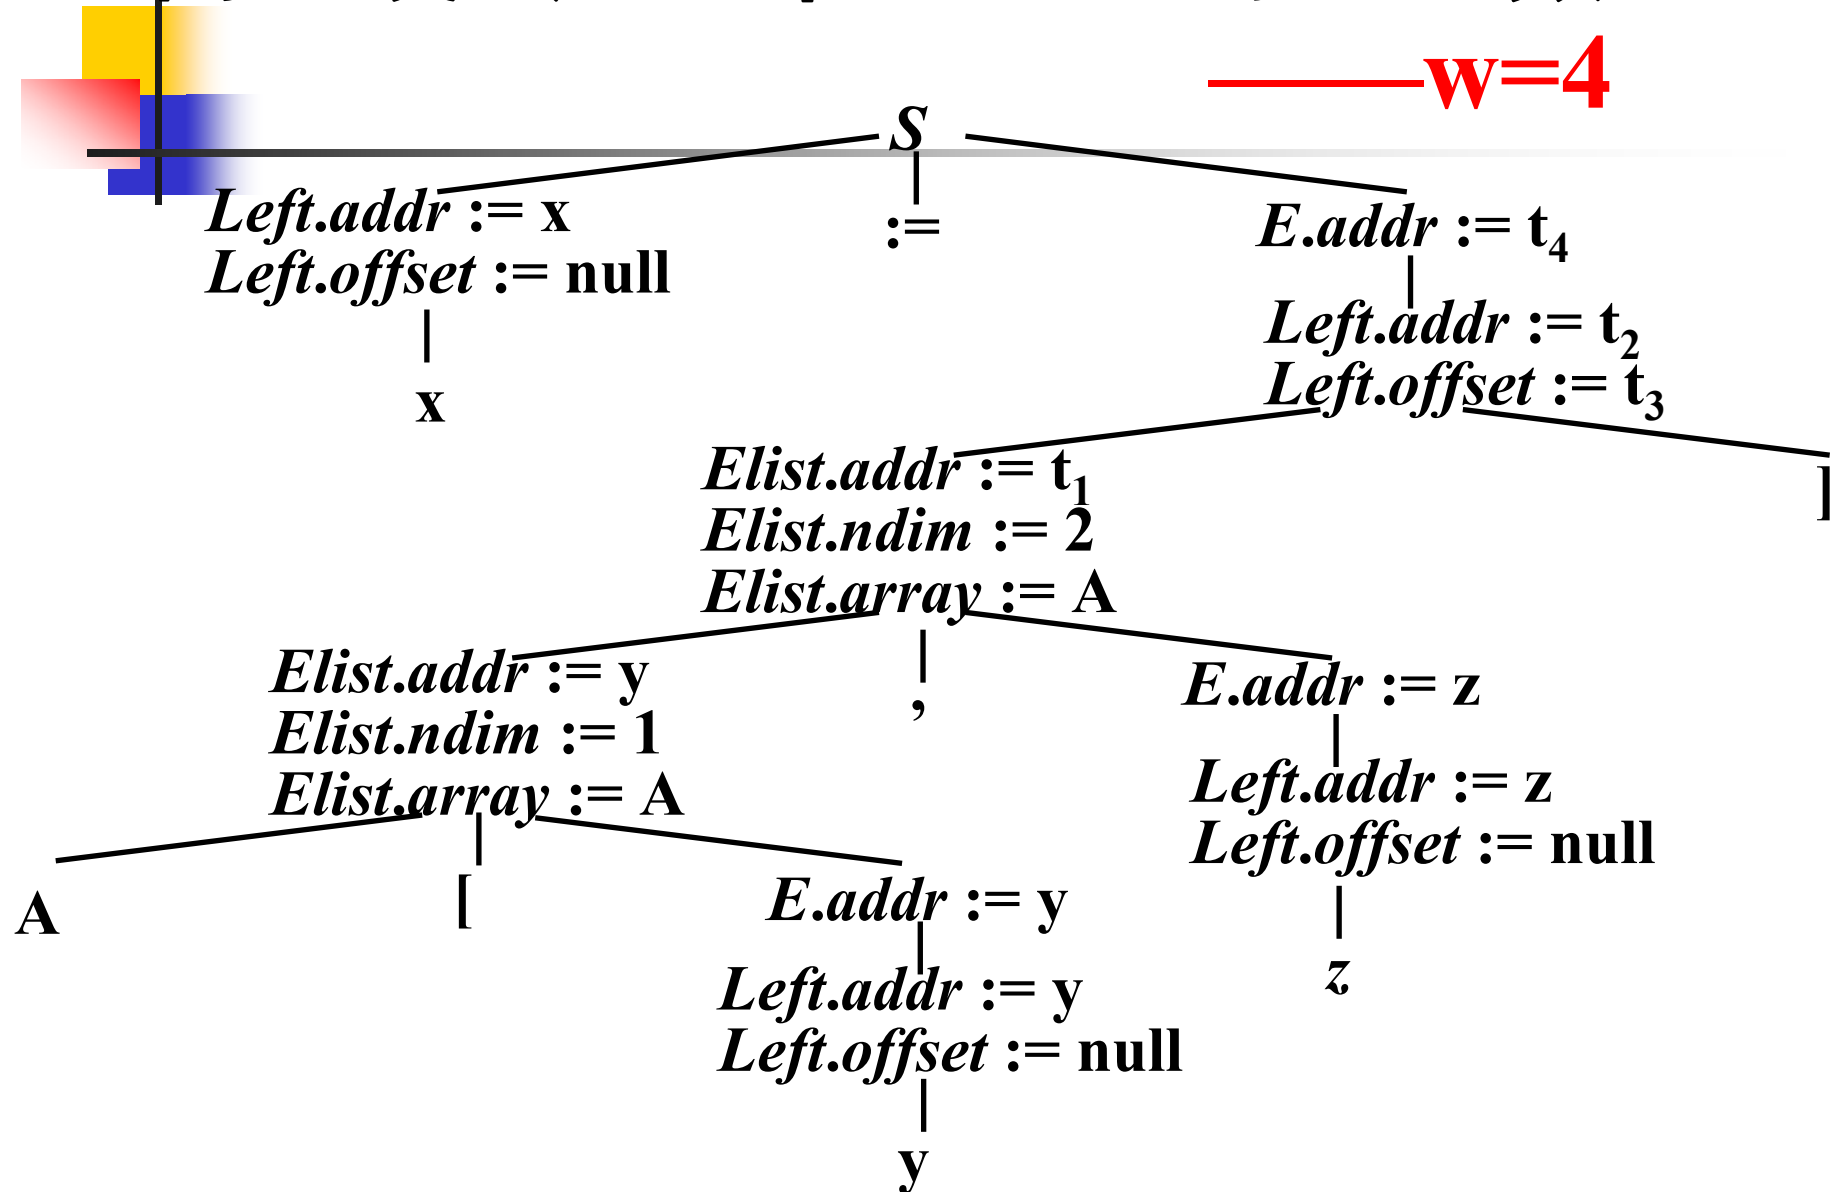 ——w=4
S
Left.addr := x
:=
E.addr := t₄
Left.offset := null
Left.addr := t₂
x
Left.offset := t₃
Elist.addr := t₁
]
Elist.ndim := 2
Elist.array := A
Elist.addr := y
,
E.addr := z
Elist.ndim := 1
Left.addr := z
Elist.array := A
Left.offset := null
A
[
E.addr := y
z
Left.addr := y
Left.offset := null
y